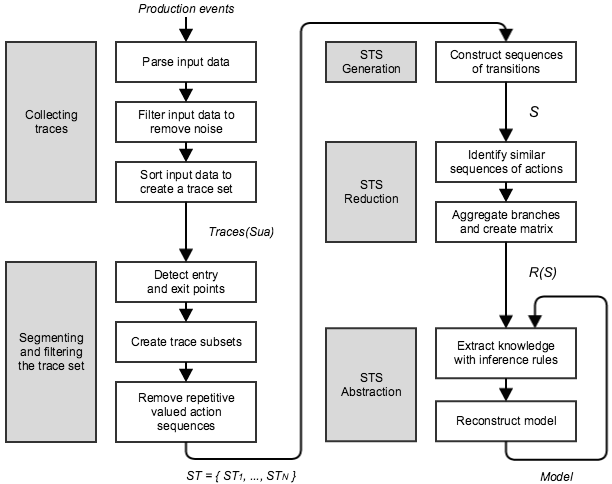 Production events
Collecting
traces
Parse input data
Filter input data to
remove noise
Sort input data to
create a trace set
Traces(Sua)
Segmenting
and filtering
the trace set
Detect entry
and exit points
Create trace subsets
Remove repetitive
valued action
sequences
ST = { ST1, ..., STN }
STS
Generation
Construct sequences
of transitions
S
STS
Reduction
Identify similar
sequences of actions
Aggregate branches
and create matrix
R(S)
STS
Abstraction
Extract knowledge
with inference rules
Reconstruct model
Model